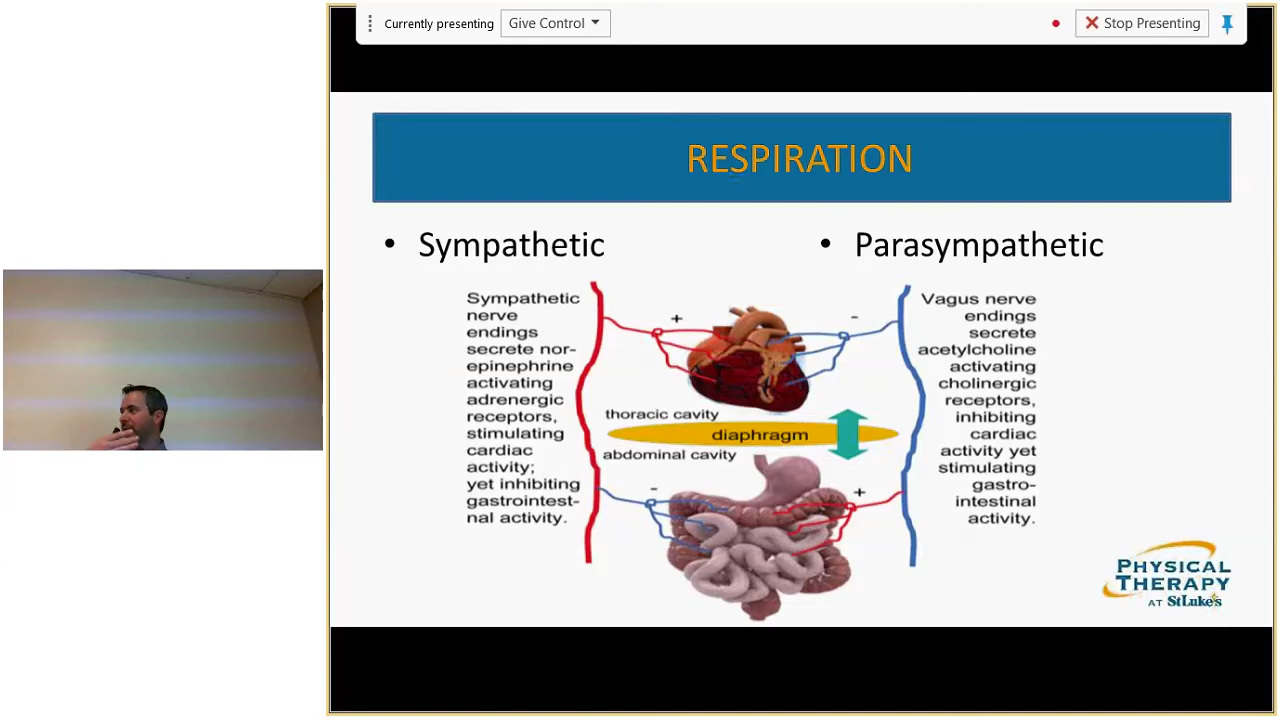 Currently presenting
Give Control
Stop Presenting
RESPIRATION
• Sympathetic
• Parasympathetic
Sympathetic
nerve
endings
secrete nor-
epinephrine
activating
adrenergic
receptors,
stimulating
cardiac
activity;
yet inhibiting
gastrointest-
nal activity.
+
-
thoracic cavity
diaphragm
abdominal cavity
-
+
Vagus nerve
endings
secrete
acetylcholine
activating
cholinergic
receptors,
inhibiting
cardiac
activity yet
stimulating
gastro-
intestinal
activity.
PHYSICAL
THERAPY
AT StLuke's